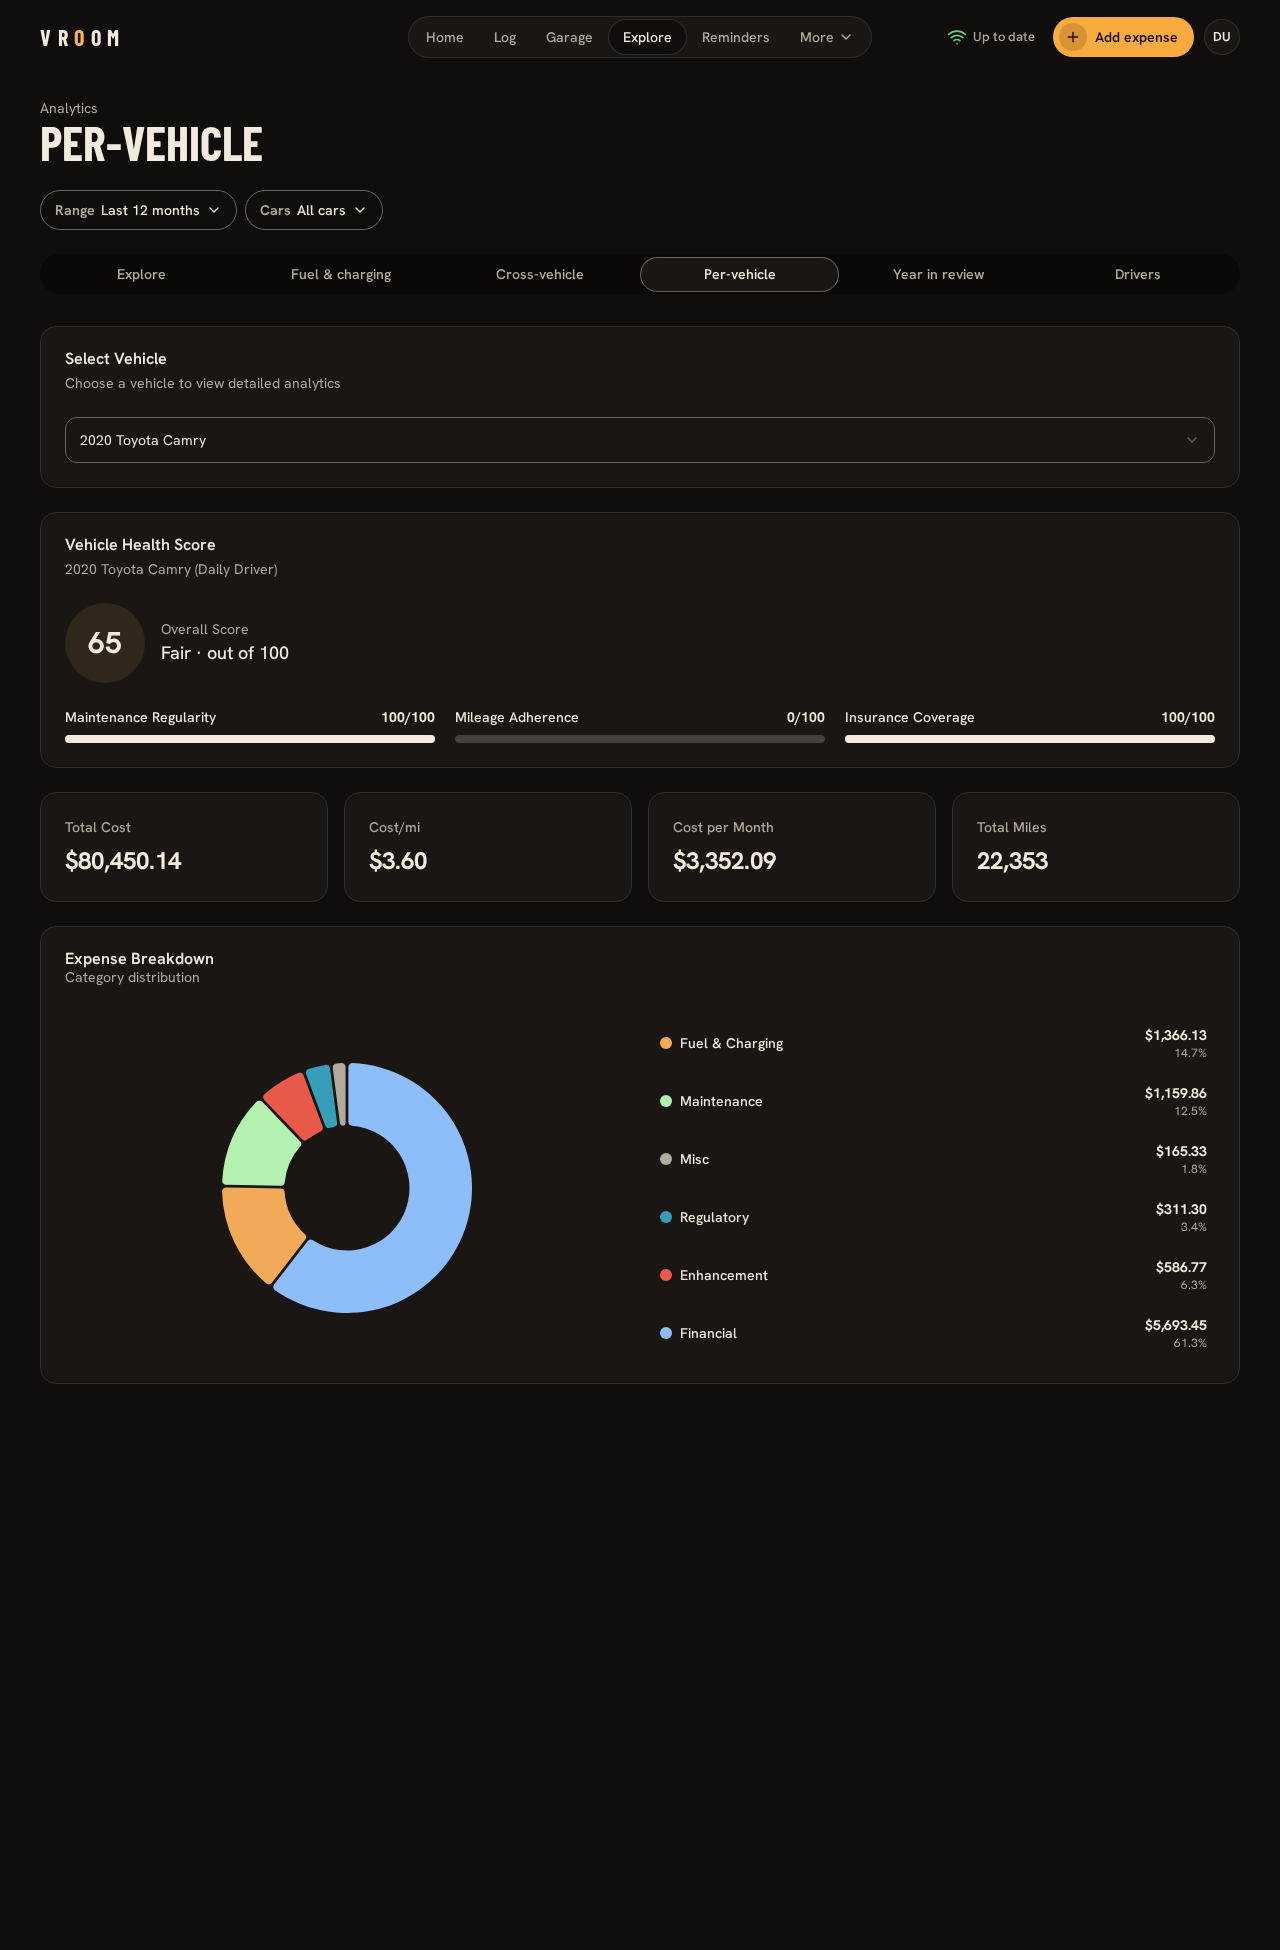 VROOM
Home Log Garage Explore Reminders More
Up to date
Add expense
DU
Analytics
PER-VEHICLE
Range Last 12 months
Cars All cars
Explore Fuel & charging Cross-vehicle Per-vehicle Year in review Drivers
Select Vehicle
Choose a vehicle to view detailed analytics
2020 Toyota Camry
Vehicle Health Score
2020 Toyota Camry (Daily Driver)
65
Overall Score
Fair · out of 100
Maintenance Regularity 100/100
Mileage Adherence 0/100
Insurance Coverage 100/100
Total Cost
$80,450.14
Cost/mi
$3.60
Cost per Month
$3,352.09
Total Miles
22,353
Expense Breakdown
Category distribution
Fuel & Charging $1,366.13
14.7%
Maintenance $1,159.86
12.5%
Misc $165.33
1.8%
Regulatory $311.30
3.4%
Enhancement $586.77
6.3%
Financial $5,693.45
61.3%